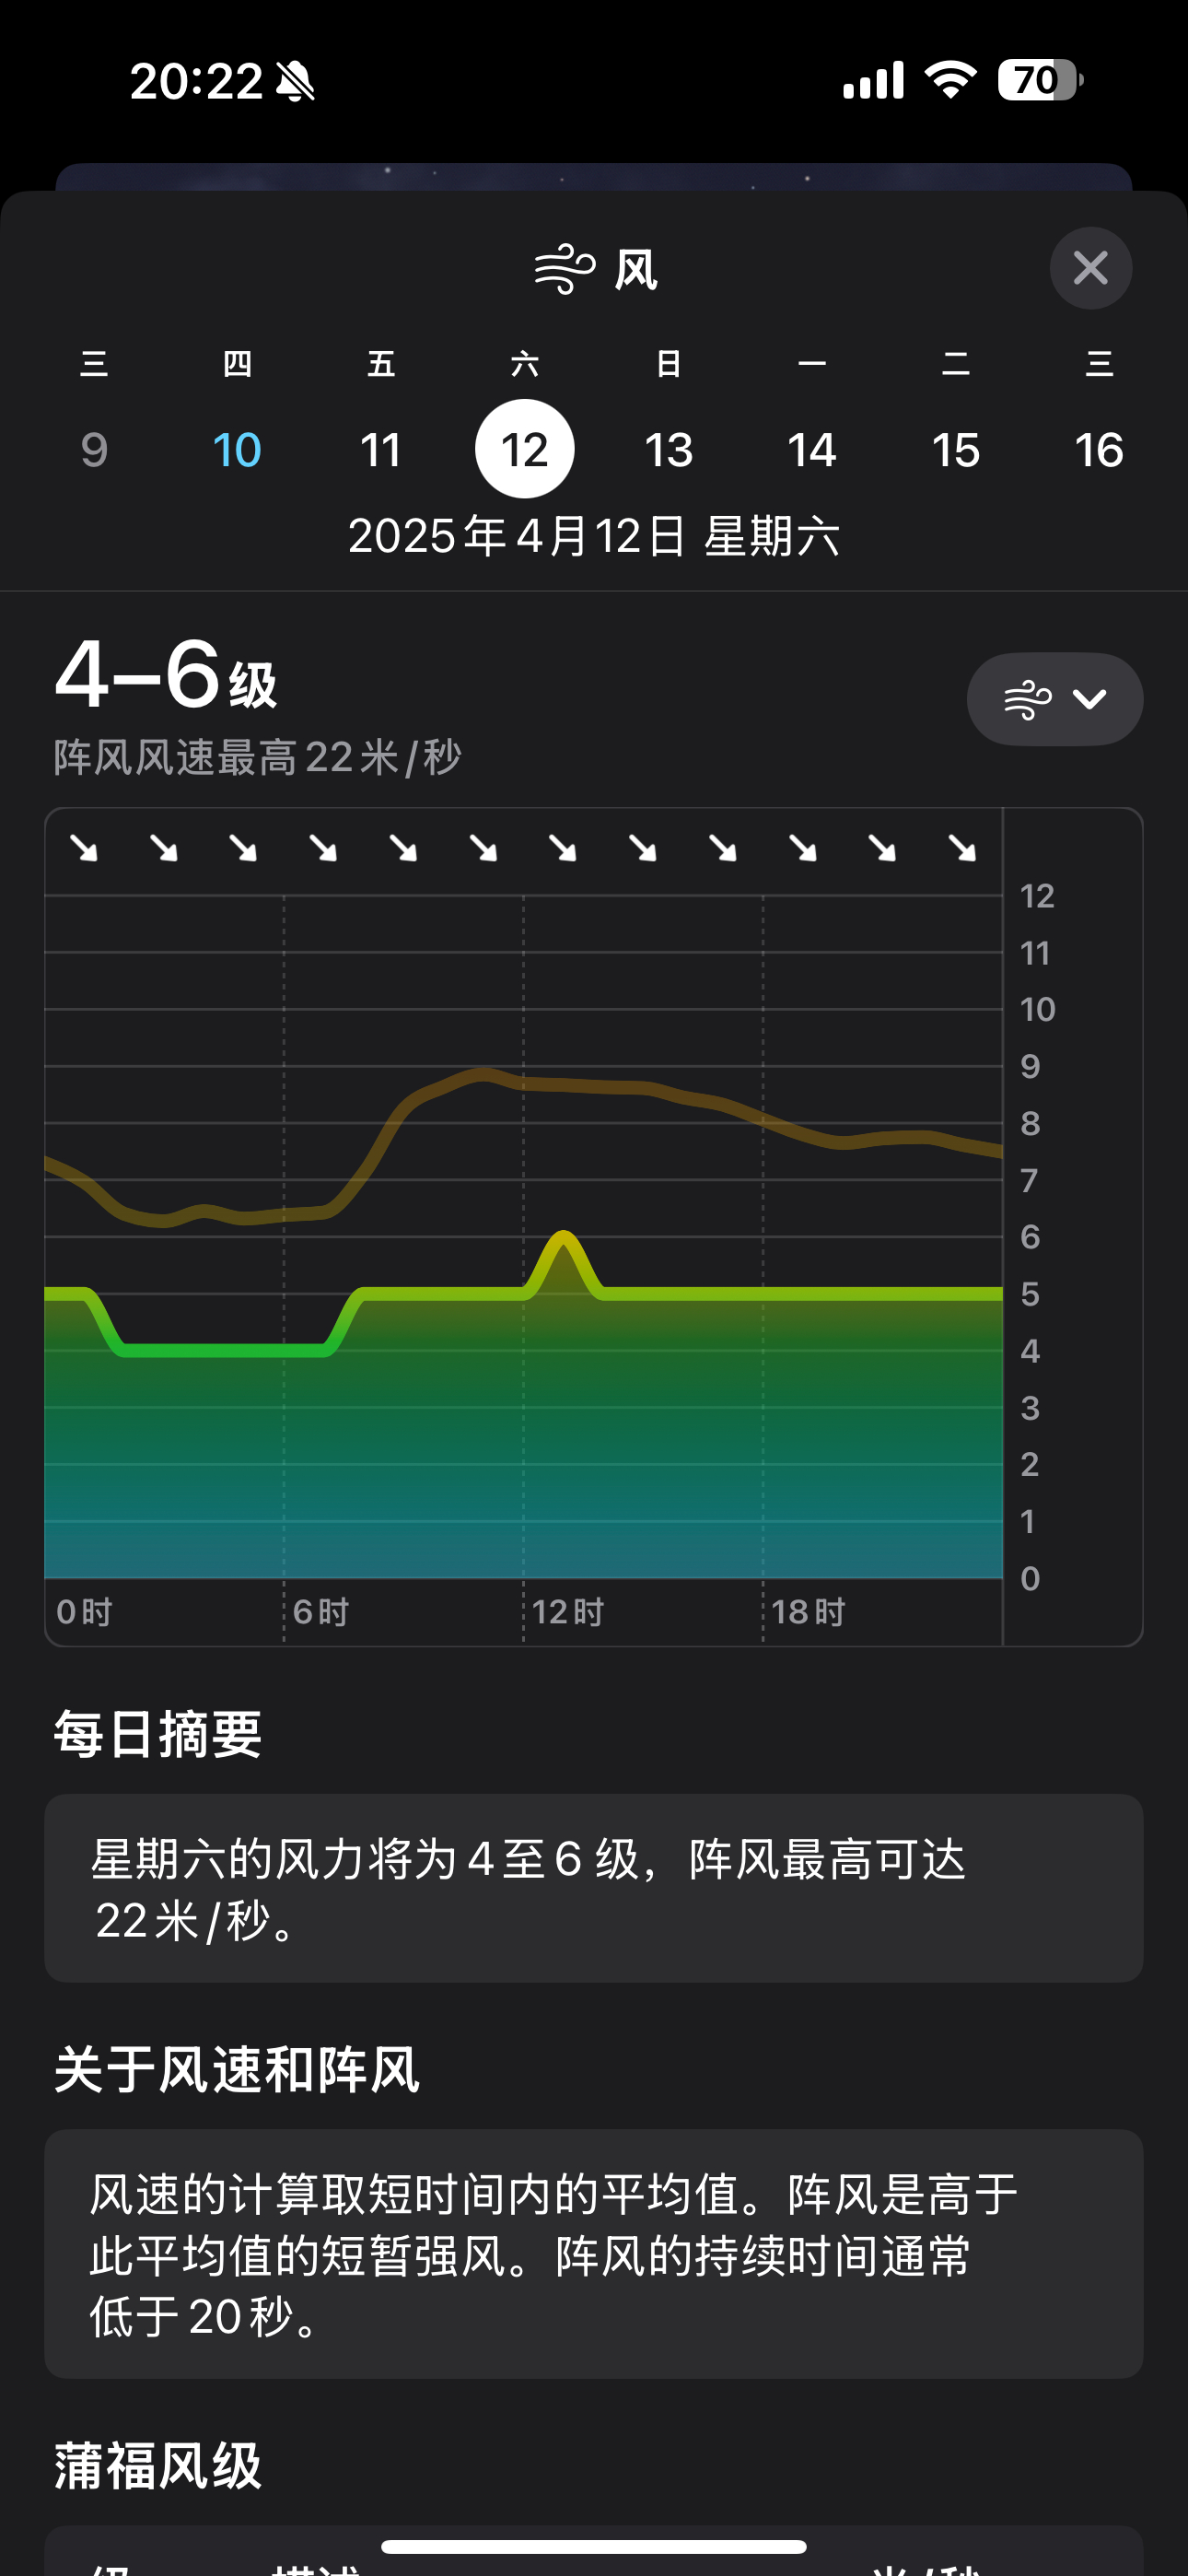 20:22
70
风
三 四 五 六 日 一 二 三
9 10 11 12 13 14 15 16
2025年4月12日 星期六
4–6级
阵风风速最高22米/秒
12
11
10
9
8
7
6
5
4
3
2
1
0
0时 6时 12时 18时
每日摘要
星期六的风力将为4至6 级，阵风最高可达
22米/秒。
关于风速和阵风
风速的计算取短时间内的平均值。阵风是高于
此平均值的短暂强风。阵风的持续时间通常
低于20秒。
蒲福风级
级 描述 米/秒